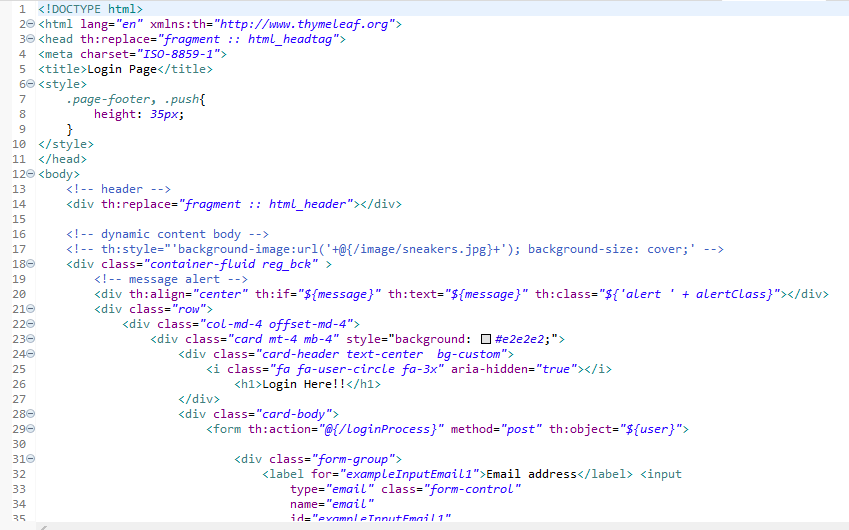 1 <!DOCTYPE html>
2 <html lang="en" xmlns:th="http://www.thymeleaf.org">
3 <head th:replace="fragment :: html_headtag">
4 <meta charset="ISO-8859-1">
5 <title>Login Page</title>
6 <style>
7     .page-footer, .push{
8         height: 35px;
9     }
10 </style>
11 </head>
12 <body>
13     <!-- header -->
14     <div th:replace="fragment :: html_header"></div>
15
16     <!-- dynamic content body -->
17     <!-- th:style="'background-image:url('+@{/image/sneakers.jpg}+'); background-size: cover;' -->
18     <div class="container-fluid reg_bck" >
19         <!-- message alert -->
20         <div th:align="center" th:if="${message}" th:text="${message}" th:class="${'alert ' + alertClass}"></div>
21         <div class="row">
22             <div class="col-md-4 offset-md-4">
23                 <div class="card mt-4 mb-4" style="background: #e2e2e2;">
24                     <div class="card-header text-center  bg-custom">
25                         <i class="fa fa-user-circle fa-3x" aria-hidden="true"></i>
26                             <h1>Login Here!!</h1>
27                     </div>
28                     <div class="card-body">
29                         <form th:action="@{/loginProcess}" method="post" th:object="${user}">
30
31                             <div class="form-group">
32                                 <label for="exampleInputEmail1">Email address</label> <input
33                                     type="email" class="form-control"
34                                     name="email"
35                                     id="exampleInputEmail1"